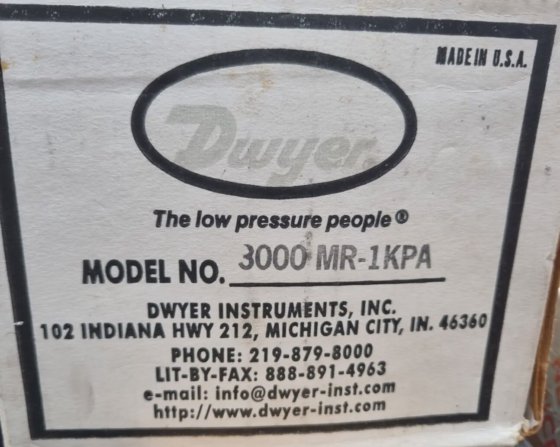 MADE IN U.S.A.
Dwyer
The low pressure people®
MODEL NO. 3000 MR-1KPA
DWYER INSTRUMENTS, INC.
102 INDIANA HWY 212, MICHIGAN CITY, IN. 46360
PHONE: 219-879-8000
LIT-BY-FAX: 888-891-4963
e-mail: info@dwyer-inst.com
http://www.dwyer-inst.com